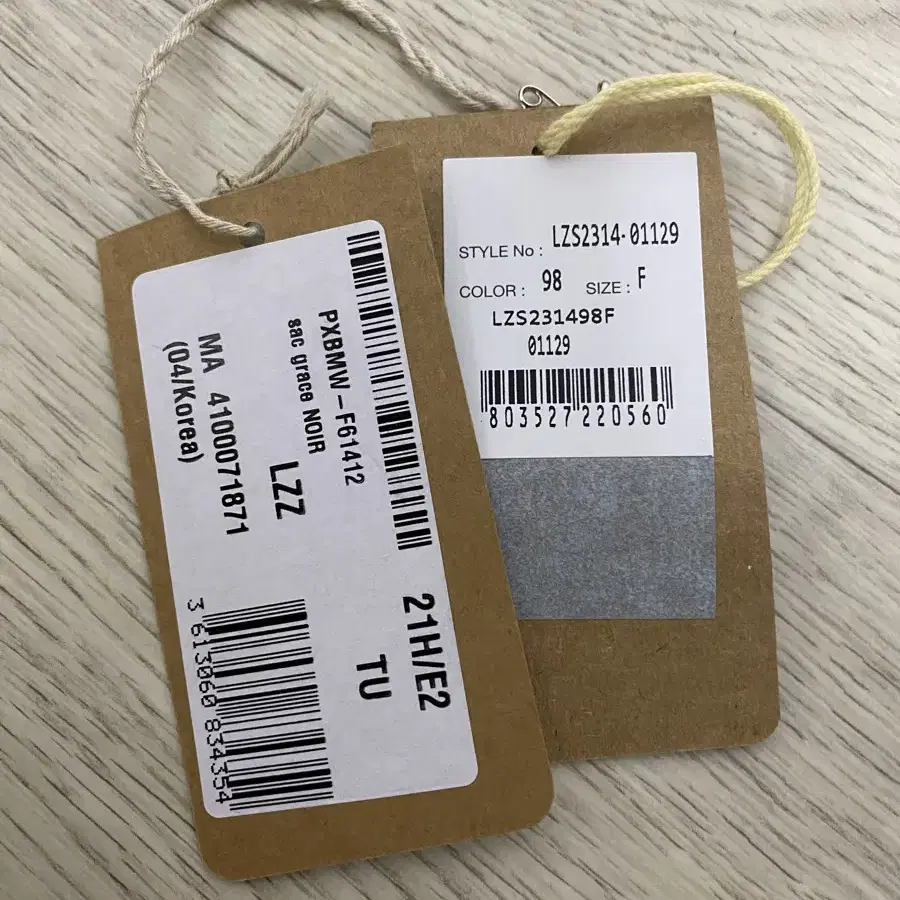 PXBMW-F61412
sac grace NOIR
LZZ
MA 4100071871
(04/Korea)
21H/E2
TU
3 613060 834354
STYLE No : LZS2314-01129
COLOR : 98 SIZE : F
LZS231498F
01129
803527220560